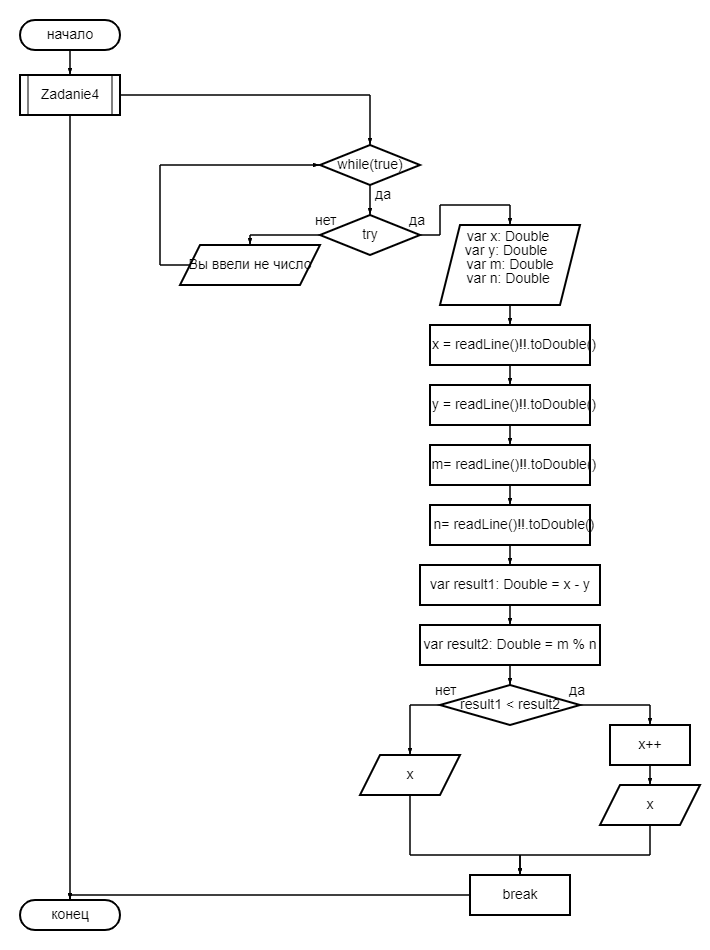 начало
Zadanie4
while(true)
да
нет
try
да
Вы ввели не число
var x: Double
var y: Double
var m: Double
var n: Double
x = readLine()!!.toDouble()
y = readLine()!!.toDouble()
m= readLine()!!.toDouble()
n= readLine()!!.toDouble()
var result1: Double = x - y
var result2: Double = m % n
нет
result1 < result2
да
x++
x
x
break
конец